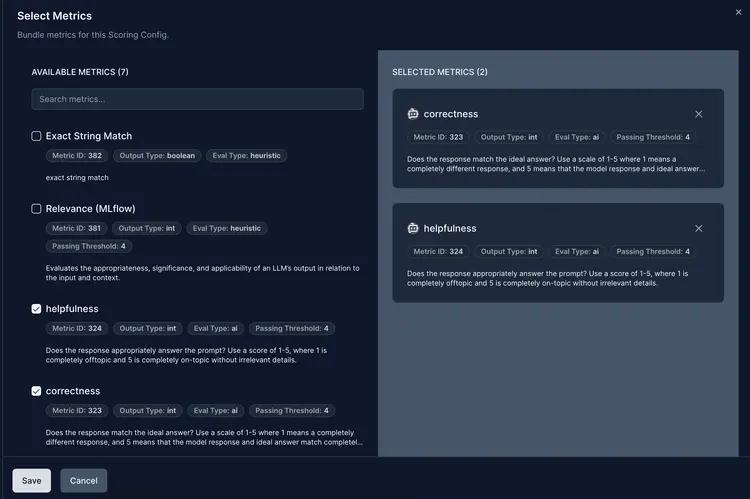 Select Metrics
Bundle metrics for this Scoring Config.
AVAILABLE METRICS (7)
Search metrics...
Exact String Match
Metric ID: 382 Output Type: boolean Eval Type: heuristic
exact string match
Relevance (MLflow)
Metric ID: 381 Output Type: int Eval Type: heuristic
Passing Threshold: 4
Evaluates the appropriateness, significance, and applicability of an LLM's output in relation to
the input and context.
helpfulness
Metric ID: 324 Output Type: int Eval Type: ai Passing Threshold: 4
Does the response appropriately answer the prompt? Use a score of 1-5, where 1 is
completely offtopic and 5 is completely on-topic without irrelevant details.
correctness
Metric ID: 323 Output Type: int Eval Type: ai Passing Threshold: 4
Does the response match the ideal answer? Use a scale of 1-5 where 1 means a completely
different response, and 5 means that the model response and ideal answer match completel...
SELECTED METRICS (2)
correctness
Metric ID: 323 Output Type: int Eval Type: ai Passing Threshold: 4
Does the response match the ideal answer? Use a scale of 1-5 where 1 means a
completely different response, and 5 means that the model response and ideal answer...
helpfulness
Metric ID: 324 Output Type: int Eval Type: ai Passing Threshold: 4
Does the response appropriately answer the prompt? Use a score of 1-5, where 1 is
completely offtopic and 5 is completely on-topic without irrelevant details.
Save Cancel